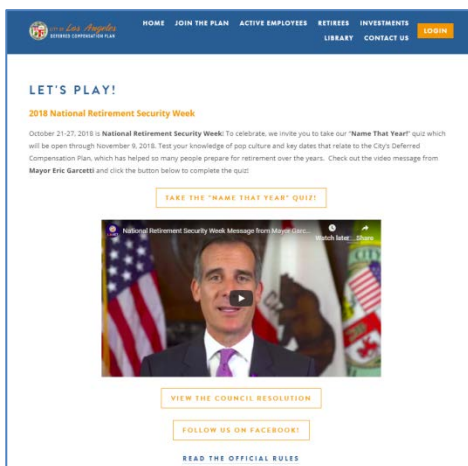 CITY OF Los Angeles
DEFERRED COMPENSATION PLAN
HOME JOIN THE PLAN ACTIVE EMPLOYEES RETIREES INVESTMENTS
LIBRARY CONTACT US
LOGIN
LET'S PLAY!
2018 National Retirement Security Week
October 21-27, 2018 is National Retirement Security Week! To celebrate, we invite you to take our "Name That Year!" quiz which
will be open through November 9, 2018. Test your knowledge of pop culture and key dates that relate to the City's Deferred
Compensation Plan, which has helped so many people prepare for retirement over the years. Check out the video message from
Mayor Eric Garcetti and click the button below to complete the quiz!
TAKE THE "NAME THAT YEAR" QUIZ!
National Retirement Security Week Message from Mayor Garc...
Watch later Share
VIEW THE COUNCIL RESOLUTION
FOLLOW US ON FACEBOOK!
READ THE OFFICIAL RULES